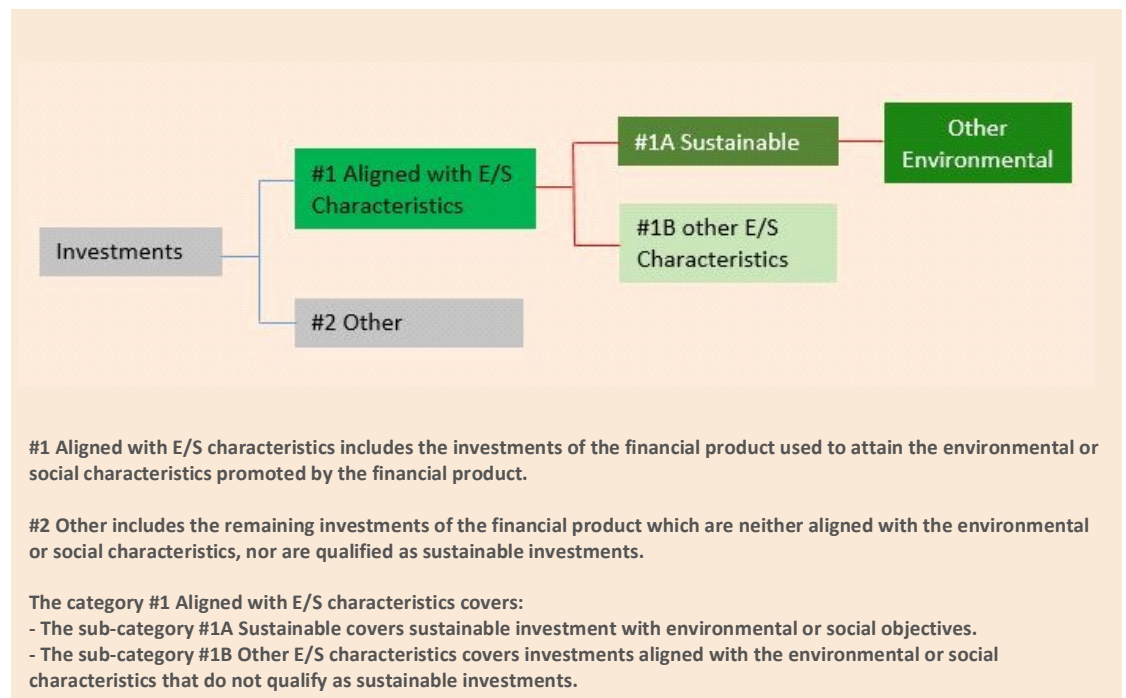 Other
Environmental
#1A Sustainable
#1 Aligned with E/S
Characteristics
#1B other E/S
Characteristics
Investments
#2 Other
#1 Aligned with E/S characteristics includes the investments of the financial product used to attain the environmental or
social characteristics promoted by the financial product.
#2 Other includes the remaining investments of the financial product which are neither aligned with the environmental
or social characteristics, nor are qualified as sustainable investments.
The category #1 Aligned with E/S characteristics covers:
- The sub-category #1A Sustainable covers sustainable investment with environmental or social objectives.
- The sub-category #1B Other E/S characteristics covers investments aligned with the environmental or social
characteristics that do not qualify as sustainable investments.